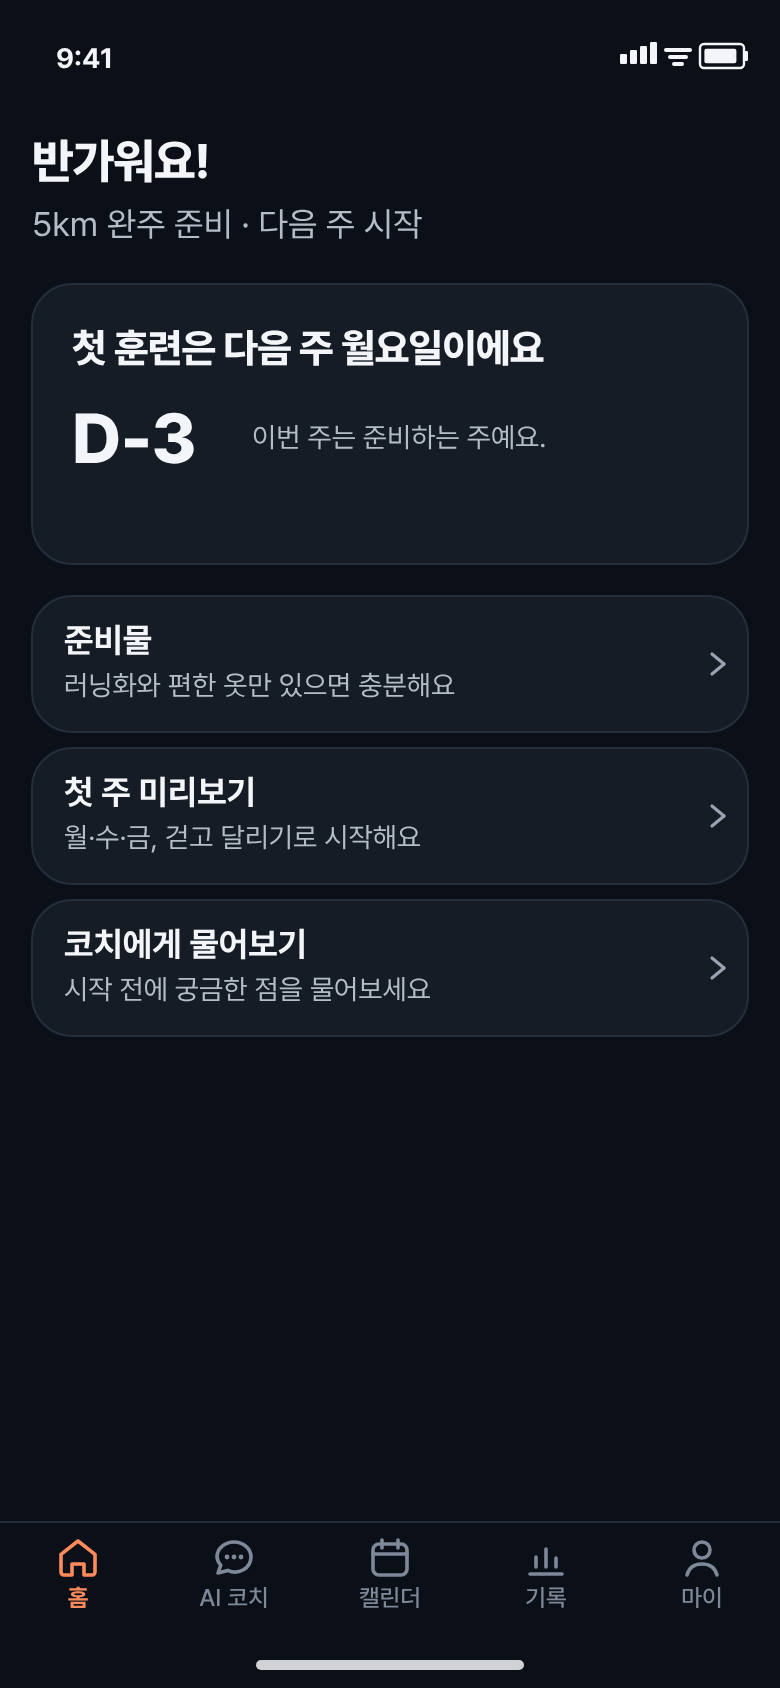 9:41
반가워요!
5km 완주 준비 · 다음 주 시작
첫 훈련은 다음 주 월요일이에요
D-3 이번 주는 준비하는 주예요.
준비물
러닝화와 편한 옷만 있으면 충분해요
첫 주 미리보기
월·수·금, 걷고 달리기로 시작해요
코치에게 물어보기
시작 전에 궁금한 점을 물어보세요
홈 AI 코치 캘린더 기록 마이